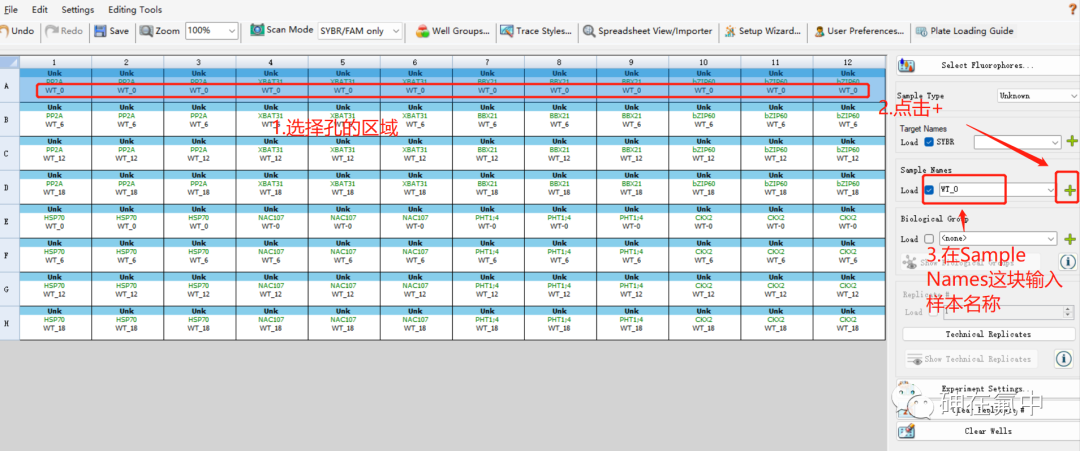 File Edit Settings Editing Tools ?
Undo Redo Save Zoom 100% Scan Mode SYBR/FAM only Well Groups... Trace Styles... Spreadsheet View/Importer Setup Wizard... User Preferences... Plate Loading Guide
1 2 3 4 5 6 7 8 9 10 11 12
A
Unk Unk Unk Unk Unk Unk Unk Unk Unk Unk Unk Unk
PP2A PP2A PP2A XBAT31 XBAT31 XBAT31 BBX21 BBX21 BBX21 bZIP60 bZIP60 bZIP60
WT_0 WT_0 WT_0 WT_0 WT_0 WT_0 WT_0 WT_0 WT_0 WT_0 WT_0 WT_0
B
Unk Unk Unk Unk Unk Unk Unk Unk Unk Unk Unk Unk
PP2A PP2A PP2A XBAT31 XBAT31 XBAT31 BBX21 BBX21 BBX21 bZIP60 bZIP60 bZIP60
WT_6 WT_6 WT_6 WT_6 WT_6 WT_6 WT_6 WT_6 WT_6 WT_6 WT_6 WT_6
1.选择孔的区域
C
Unk Unk Unk Unk Unk Unk Unk Unk Unk Unk Unk Unk
PP2A PP2A PP2A XBAT31 XBAT31 XBAT31 BBX21 BBX21 BBX21 bZIP60 bZIP60 bZIP60
WT_12 WT_12 WT_12 WT_12 WT_12 WT_12 WT_12 WT_12 WT_12 WT_12 WT_12 WT_12
D
Unk Unk Unk Unk Unk Unk Unk Unk Unk Unk Unk Unk
PP2A PP2A PP2A XBAT31 XBAT31 XBAT31 BBX21 BBX21 BBX21 bZIP60 bZIP60 bZIP60
WT_18 WT_18 WT_18 WT_18 WT_18 WT_18 WT_18 WT_18 WT_18 WT_18 WT_18 WT_18
E
Unk Unk Unk Unk Unk Unk Unk Unk Unk Unk Unk Unk
HSP70 HSP70 HSP70 NAC107 NAC107 NAC107 PHT1;4 PHT1;4 PHT1;4 CKX2 CKX2 CKX2
WT-0 WT-0 WT-0 WT-0 WT-0 WT-0 WT-0 WT-0 WT-0 WT-0 WT-0 WT-0
F
Unk Unk Unk Unk Unk Unk Unk Unk Unk Unk Unk Unk
HSP70 HSP70 HSP70 NAC107 NAC107 NAC107 PHT1;4 PHT1;4 PHT1;4 CKX2 CKX2 CKX2
WT_6 WT_6 WT_6 WT_6 WT_6 WT_6 WT_6 WT_6 WT_6 WT_6 WT_6 WT_6
G
Unk Unk Unk Unk Unk Unk Unk Unk Unk Unk Unk Unk
HSP70 HSP70 HSP70 NAC107 NAC107 NAC107 PHT1;4 PHT1;4 PHT1;4 CKX2 CKX2 CKX2
WT_12 WT_12 WT_12 WT_12 WT_12 WT_12 WT_12 WT_12 WT_12 WT_12 WT_12 WT_12
H
Unk Unk Unk Unk Unk Unk Unk Unk Unk Unk Unk Unk
HSP70 HSP70 HSP70 NAC107 NAC107 NAC107 PHT1;4 PHT1;4 PHT1;4 CKX2 CKX2 CKX2
WT_18 WT_18 WT_18 WT_18 WT_18 WT_18 WT_18 WT_18 WT_18 WT_18 WT_18 WT_18
Select Fluorophores...
Sample Type Unknown
2.点击+
Target Names
Load SYBR
Sample Names
Load WT_0
Biological Group
Load <none>
3.在Sample
Names这块输入
样本名称
Show Biological Groups
Replicate #
Load 1
Technical Replicates
Show Technical Replicates
Experiment Settings...
Clear Replicate #
砷在氟中
Clear Wells